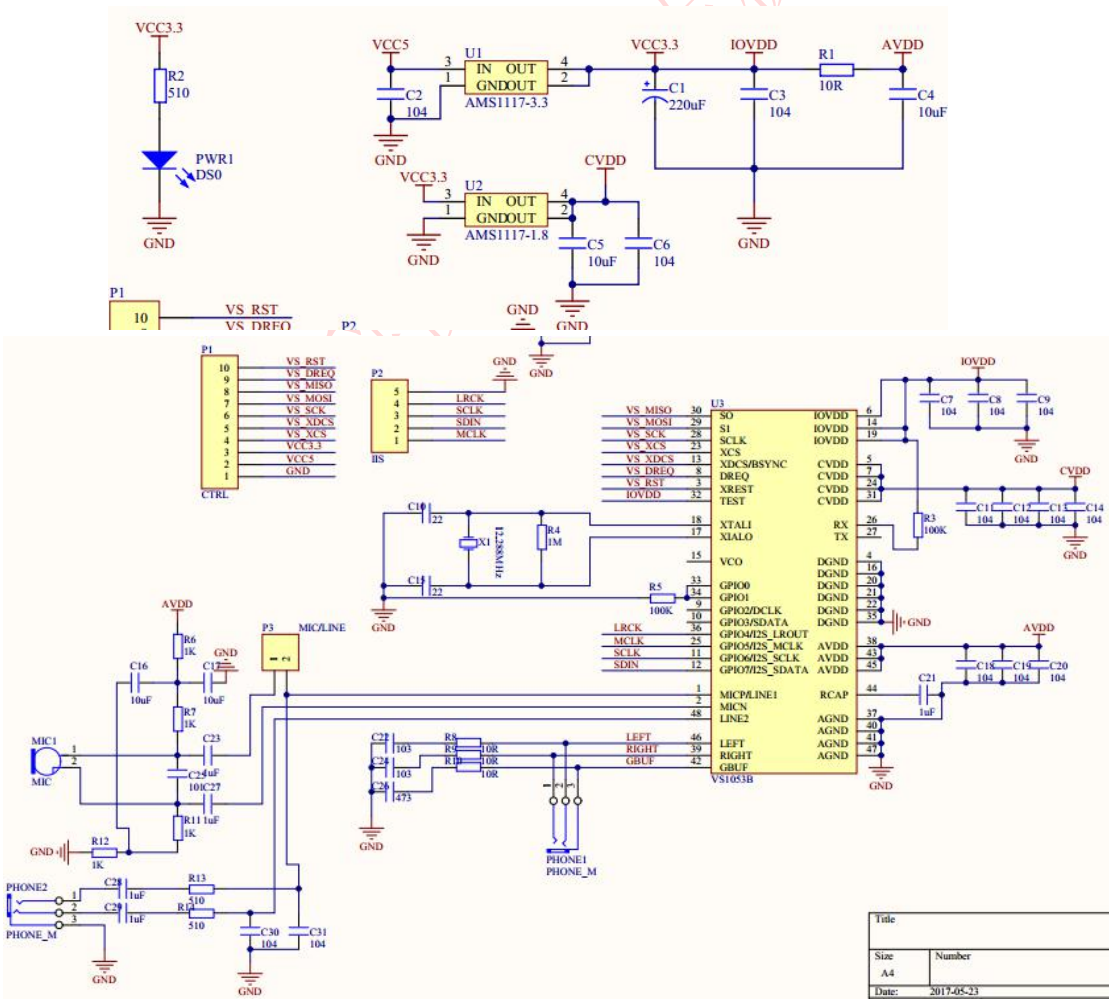 VCC3.3
R2
510
PWR1
DS0
GND
VCC5
U1
3 IN OUT 4
1 GNDOUT 2
AMS1117-3.3
C2
104
GND
VCC3.3
IOVDD
R1
10R
AVDD
C1
220uF
C3
104
C4
10uF
GND
VCC3.3
U2
3 IN OUT 4
1 GNDOUT 2
AMS1117-1.8
GND
CVDD
C5
10uF
C6
104
GND
P1
10 VS_RST
VS_DREQ
P2
GND
GND
P1
10 VS_RST
9 VS_DREQ
8 VS_MISO
7 VS_MOSI
6 VS_SCK
5 VS_XDCS
4 VS_XCS
3 VCC3.3
2 VCC5
1 GND
CTRL
P2
GND
5
4 LRCK
3 SCLK
2 SDIN
1 MCLK
IIS
U3
VS_MISO 30 SO IOVDD 6
VS_MOSI 29 SI IOVDD 14
VS_SCK 28 SCLK IOVDD 19
VS_XCS 23 XCS
VS_XDCS 13 XDCS/BSYNC CVDD 5
VS_DREQ 8 DREQ CVDD 7
VS_RST 3 XREST CVDD 24
IOVDD 32 TEST CVDD 31
18 XTALI RX 26
17 XIALO TX 27
15 VCO DGND 4
DGND 16
33 GPIO0 DGND 20
34 GPIO1 DGND 21
9 GPIO2/DCLK DGND 22
10 GPIO3/SDATA DGND 35 GND
LRCK 36 GPIO4/I2S_LROUT
MCLK 25 GPIO5/I2S_MCLK AVDD 38
SCLK 11 GPIO6/I2S_SCLK AVDD 43
SDIN 12 GPIO7/I2S_SDATA AVDD 45
1 MICP/LINE1 RCAP 44
2 MICN
48 LINE2 AGND 37
AGND 40
LEFT 46 LEFT AGND 41
RIGHT 39 RIGHT AGND 47
GBUF 42 GBUF
VS1053B
GND
IOVDD
C7
104
C8
104
C9
104
GND
CVDD
C1
104
C12
104
C13
104
C14
104
GND
R3
100K
AVDD
C18
104
C19
104
C20
104
C21
1uF
C10
22
X1
12.288MHz
R4
1M
C15
22
GND
R5
100K
AVDD
R6
1K
GND
C16
10uF
C17
10uF
R7
1K
P3
MIC/LINE
1 2
MIC1
1
2
MIC
C23
1uF
C25
101
C27
1uF
R11
1K
R12
1K
GND
PHONE2
1
2
3
PHONE_M
GND
C28
1uF
C29
1uF
R13
510
510
C30
104
C31
104
GND
C22
103
C24
103
C26
473
GND
R8
10R
R9
10R
R10
10R
1 2 3
PHONE1
PHONE_M
Title
Size Number
A4
Date: 2017-05-23